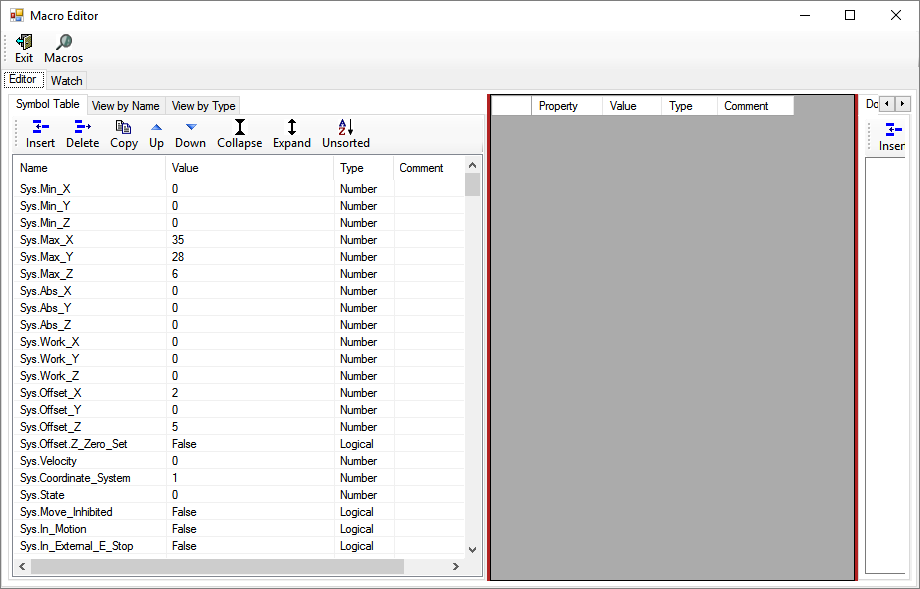 Macro Editor
Exit Macros
Editor Watch
Symbol Table View by Name View by Type
Insert Delete Copy Up Down Collapse Expand Unsorted
Name Value Type Comment
Sys.Min_X 0 Number
Sys.Min_Y 0 Number
Sys.Min_Z 0 Number
Sys.Max_X 35 Number
Sys.Max_Y 28 Number
Sys.Max_Z 6 Number
Sys.Abs_X 0 Number
Sys.Abs_Y 0 Number
Sys.Abs_Z 0 Number
Sys.Work_X 0 Number
Sys.Work_Y 0 Number
Sys.Work_Z 0 Number
Sys.Offset_X 2 Number
Sys.Offset_Y 0 Number
Sys.Offset_Z 5 Number
Sys.Offset.Z_Zero_Set False Logical
Sys.Velocity 0 Number
Sys.Coordinate_System 1 Number
Sys.State 0 Number
Sys.Move_Inhibited False Logical
Sys.In_Motion False Logical
Sys.In_External_E_Stop False Logical
Property Value Type Comment
Do
Inser